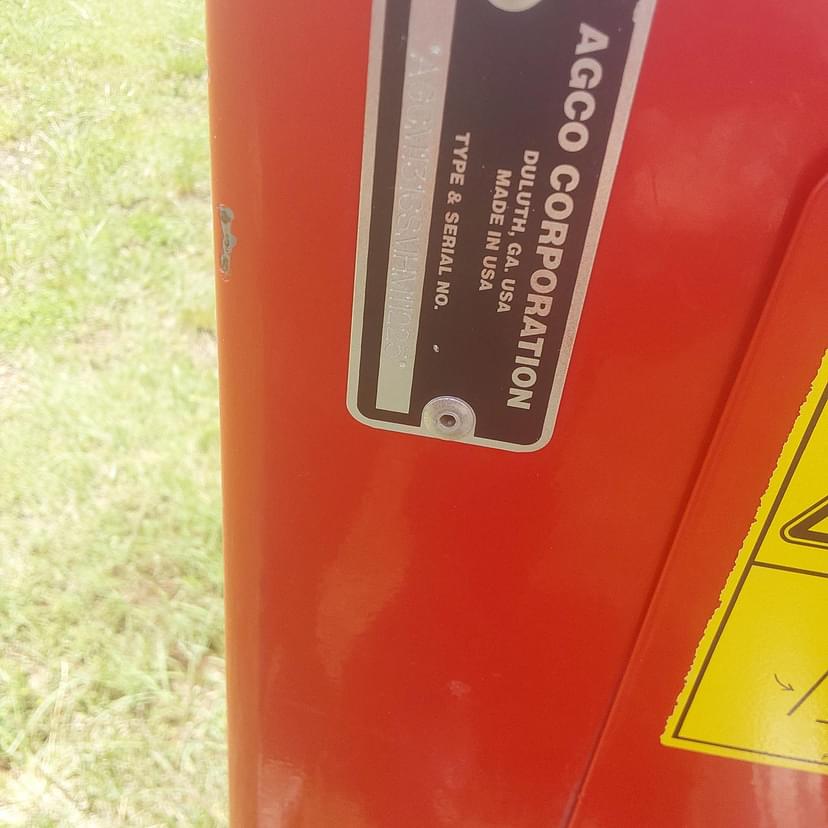 AGCO CORPORATION
DULUTH, GA. USA
MADE IN USA
TYPE & SERIAL NO.